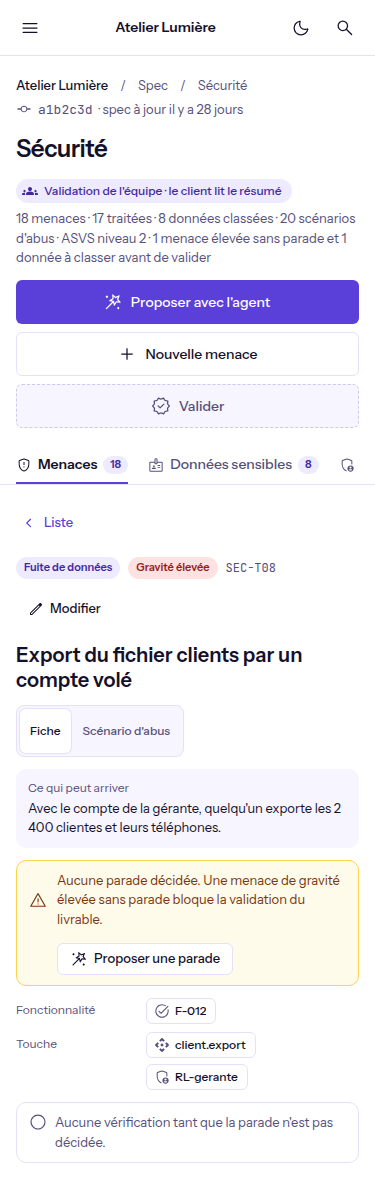 Atelier Lumière
Atelier Lumière / Spec / Sécurité
a1b2c3d · spec à jour il y a 28 jours
Sécurité
Validation de l'équipe · le client lit le résumé
18 menaces · 17 traitées · 8 données classées · 20 scénarios
d'abus · ASVS niveau 2 · 1 menace élevée sans parade et 1
donnée à classer avant de valider
Proposer avec l'agent
Nouvelle menace
Valider
Menaces 18 Données sensibles 8
Liste
Fuite de données Gravité élevée SEC-T08
Modifier
Export du fichier clients par un
compte volé
Fiche Scénario d'abus
Ce qui peut arriver
Avec le compte de la gérante, quelqu'un exporte les 2
400 clientes et leurs téléphones.
Aucune parade décidée. Une menace de gravité
élevée sans parade bloque la validation du
livrable.
Proposer une parade
Fonctionnalité F-012
Touche client.export
RL-gerante
Aucune vérification tant que la parade n'est pas
décidée.